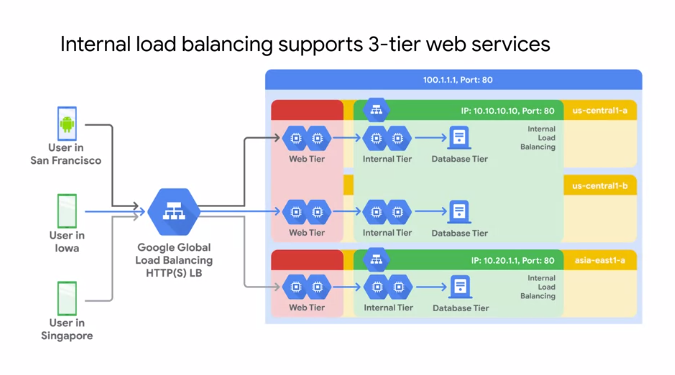 Internal load balancing supports 3-tier web services
100.1.1.1, Port: 80
IP: 10.10.10.10, Port: 80
us-central1-a
User in
San Francisco
Web Tier
Internal Tier
Database Tier
Internal
Load
Balancing
us-central1-b
User in
Iowa
Google Global
Load Balancing
HTTP(S) LB
Web Tier
Internal Tier
Database Tier
IP: 10.20.1.1, Port: 80
asia-east1-a
User in
Singapore
Web Tier
Internal Tier
Database Tier
Internal
Load
Balancing